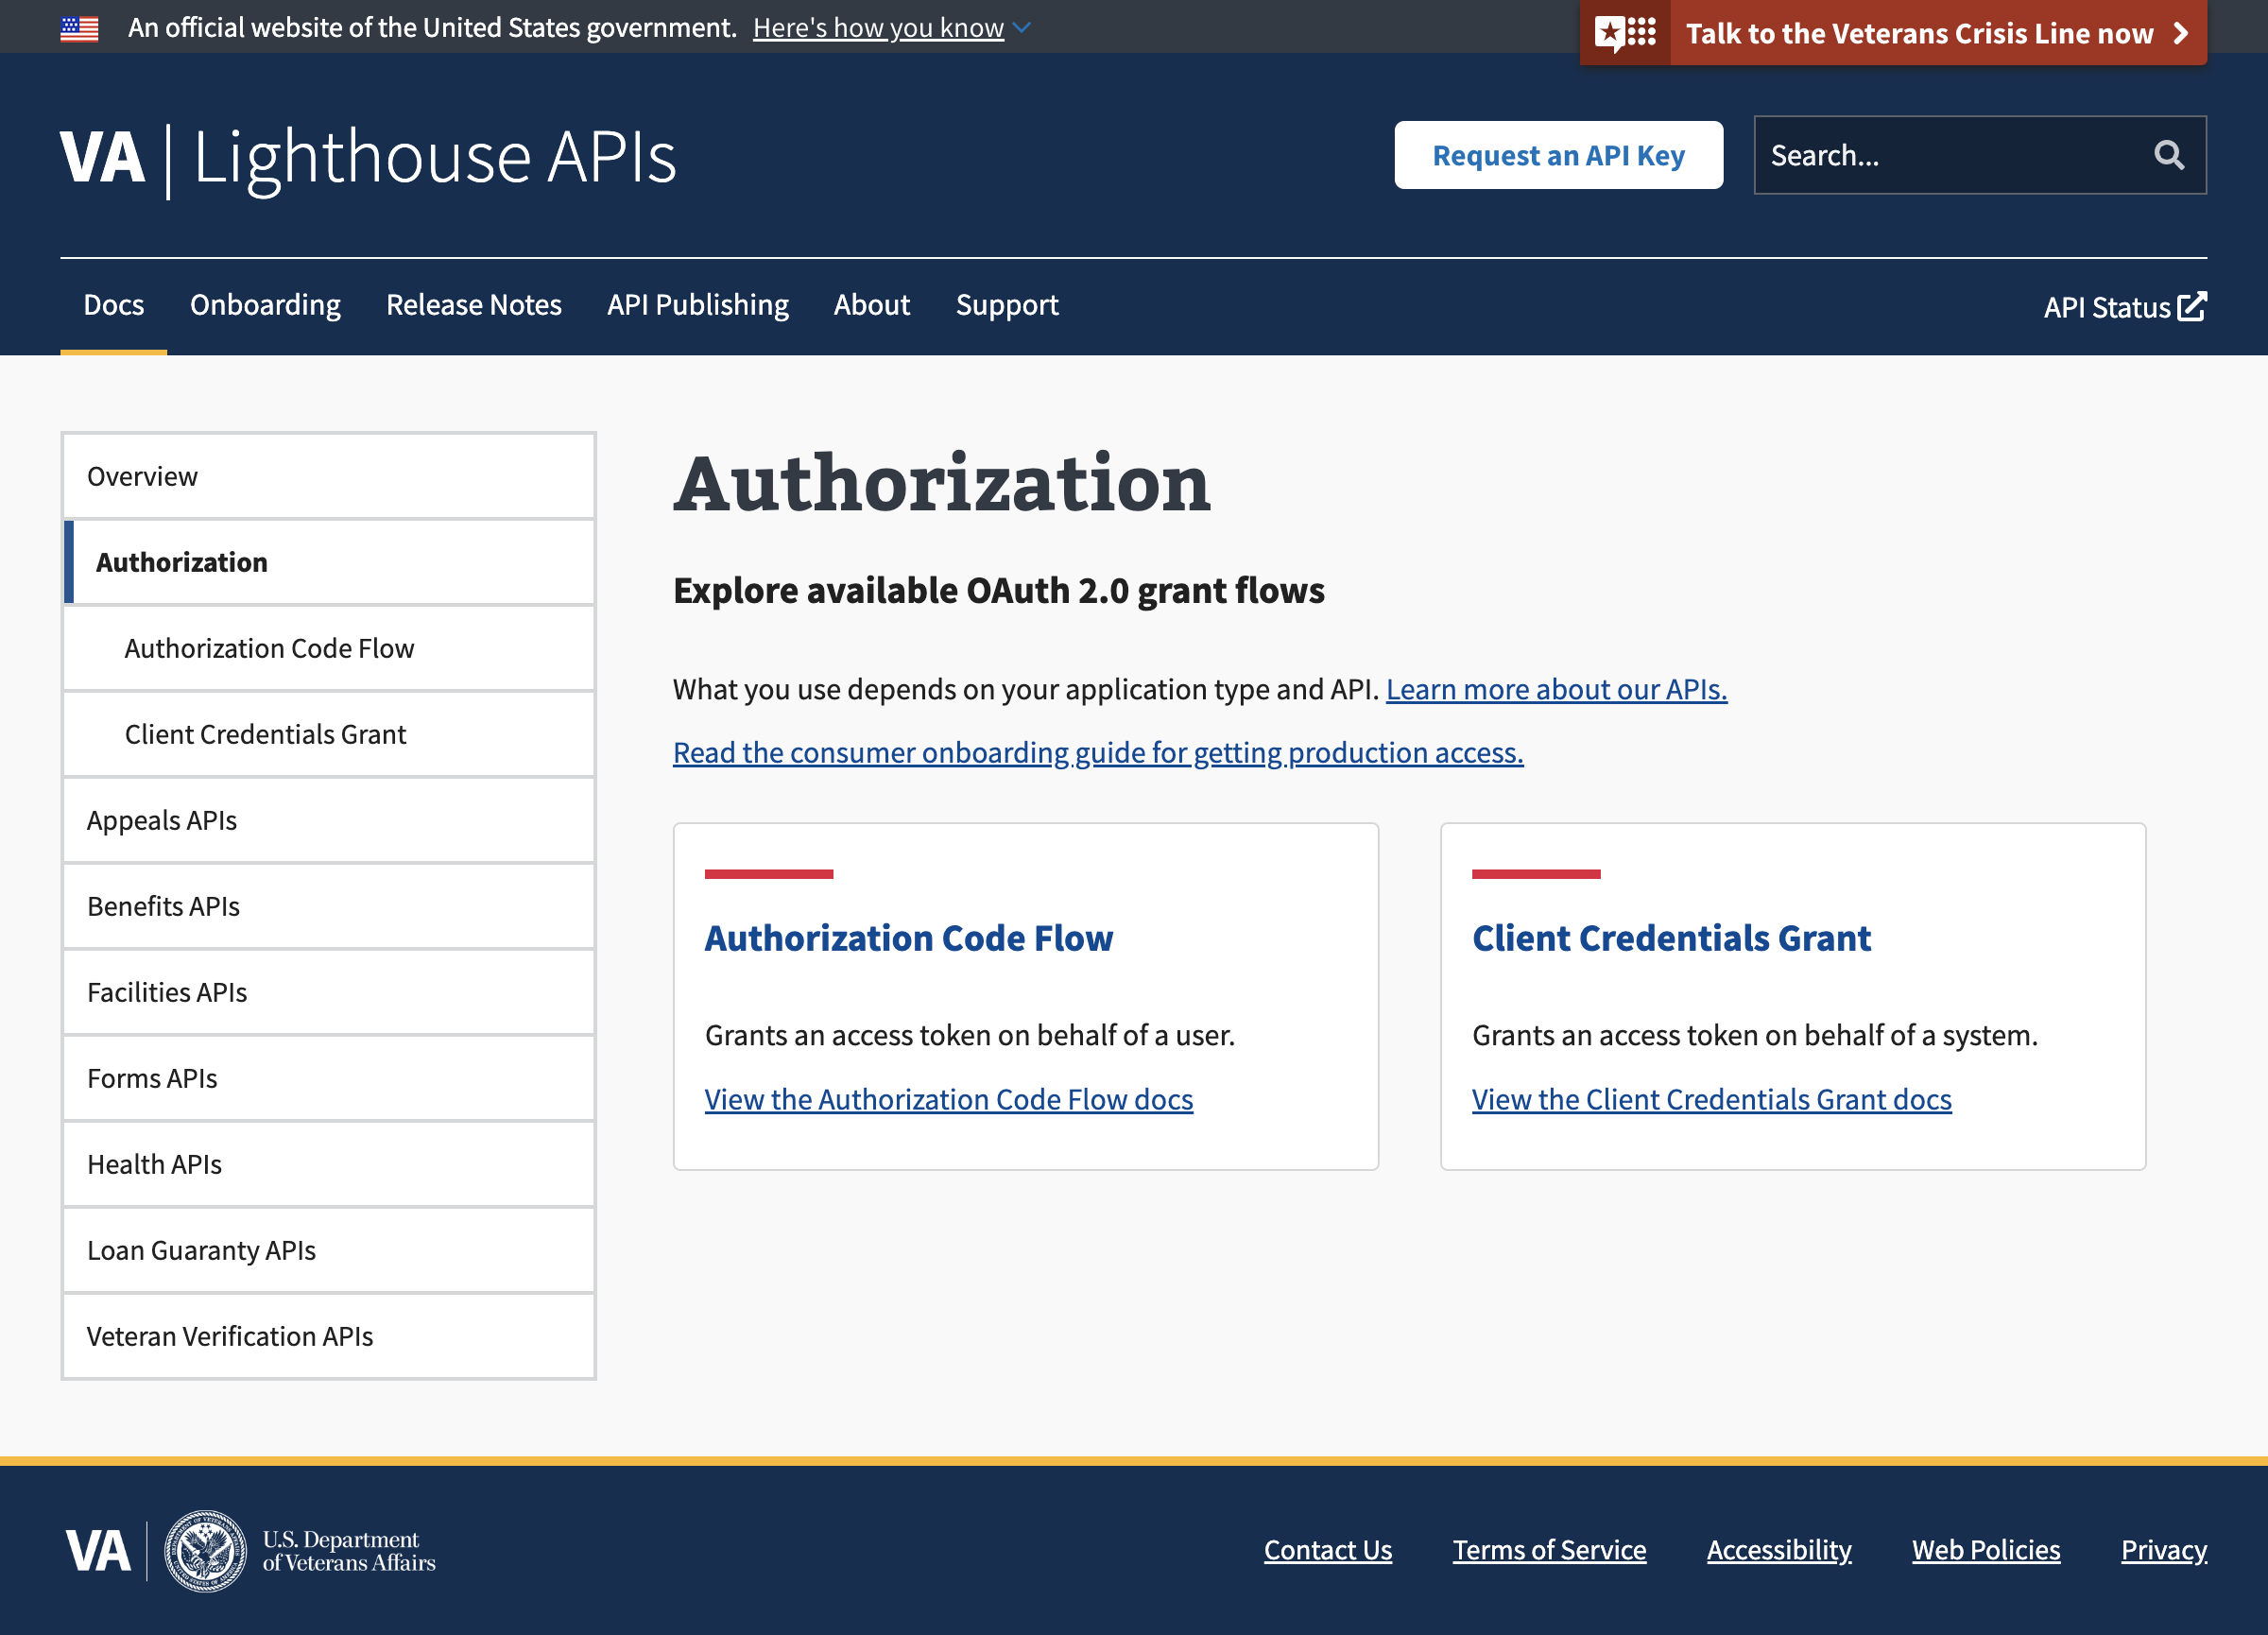 An official website of the United States government. Here's how you know
Talk to the Veterans Crisis Line now
VA | Lighthouse APIs
Request an API Key
Search...
Docs
Onboarding
Release Notes
API Publishing
About
Support
API Status
Overview
Authorization
Authorization Code Flow
Client Credentials Grant
Appeals APIs
Benefits APIs
Facilities APIs
Forms APIs
Health APIs
Loan Guaranty APIs
Veteran Verification APIs
Authorization
Explore available OAuth 2.0 grant flows
What you use depends on your application type and API. Learn more about our APIs.
Read the consumer onboarding guide for getting production access.
Authorization Code Flow
Grants an access token on behalf of a user.
View the Authorization Code Flow docs
Client Credentials Grant
Grants an access token on behalf of a system.
View the Client Credentials Grant docs
VA
U.S. Department
of Veterans Affairs
Contact Us
Terms of Service
Accessibility
Web Policies
Privacy